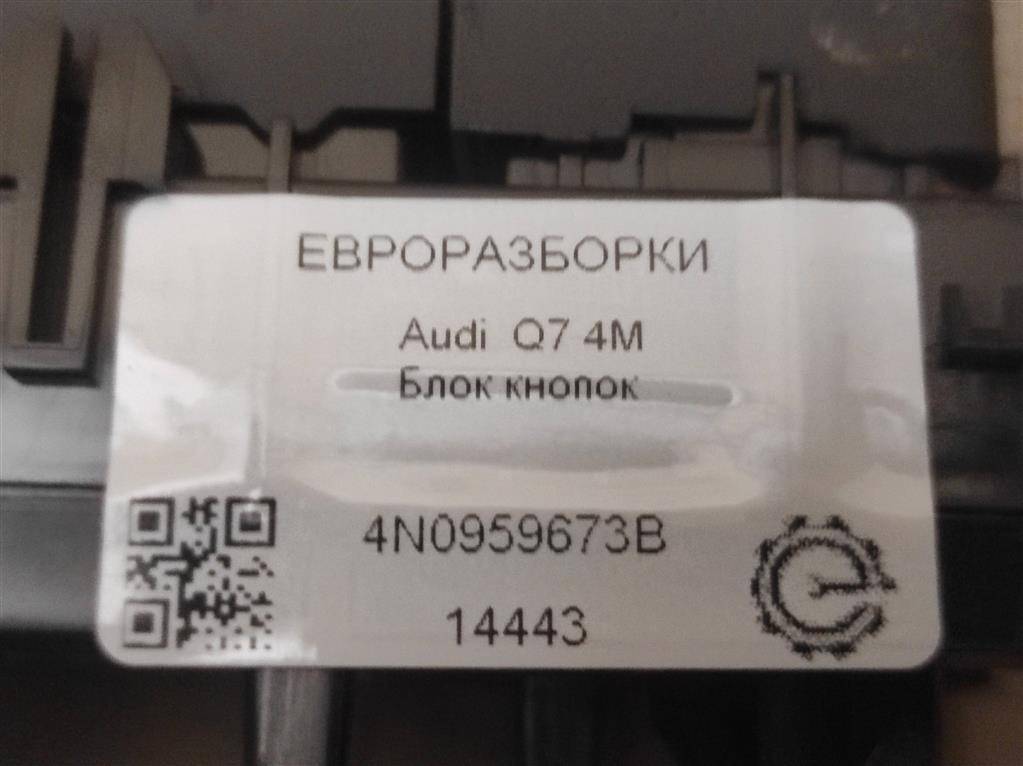 ЕВРОРАЗБОРКИ
Audi Q7 4M
Блок кнопок
4N0959673B
14443